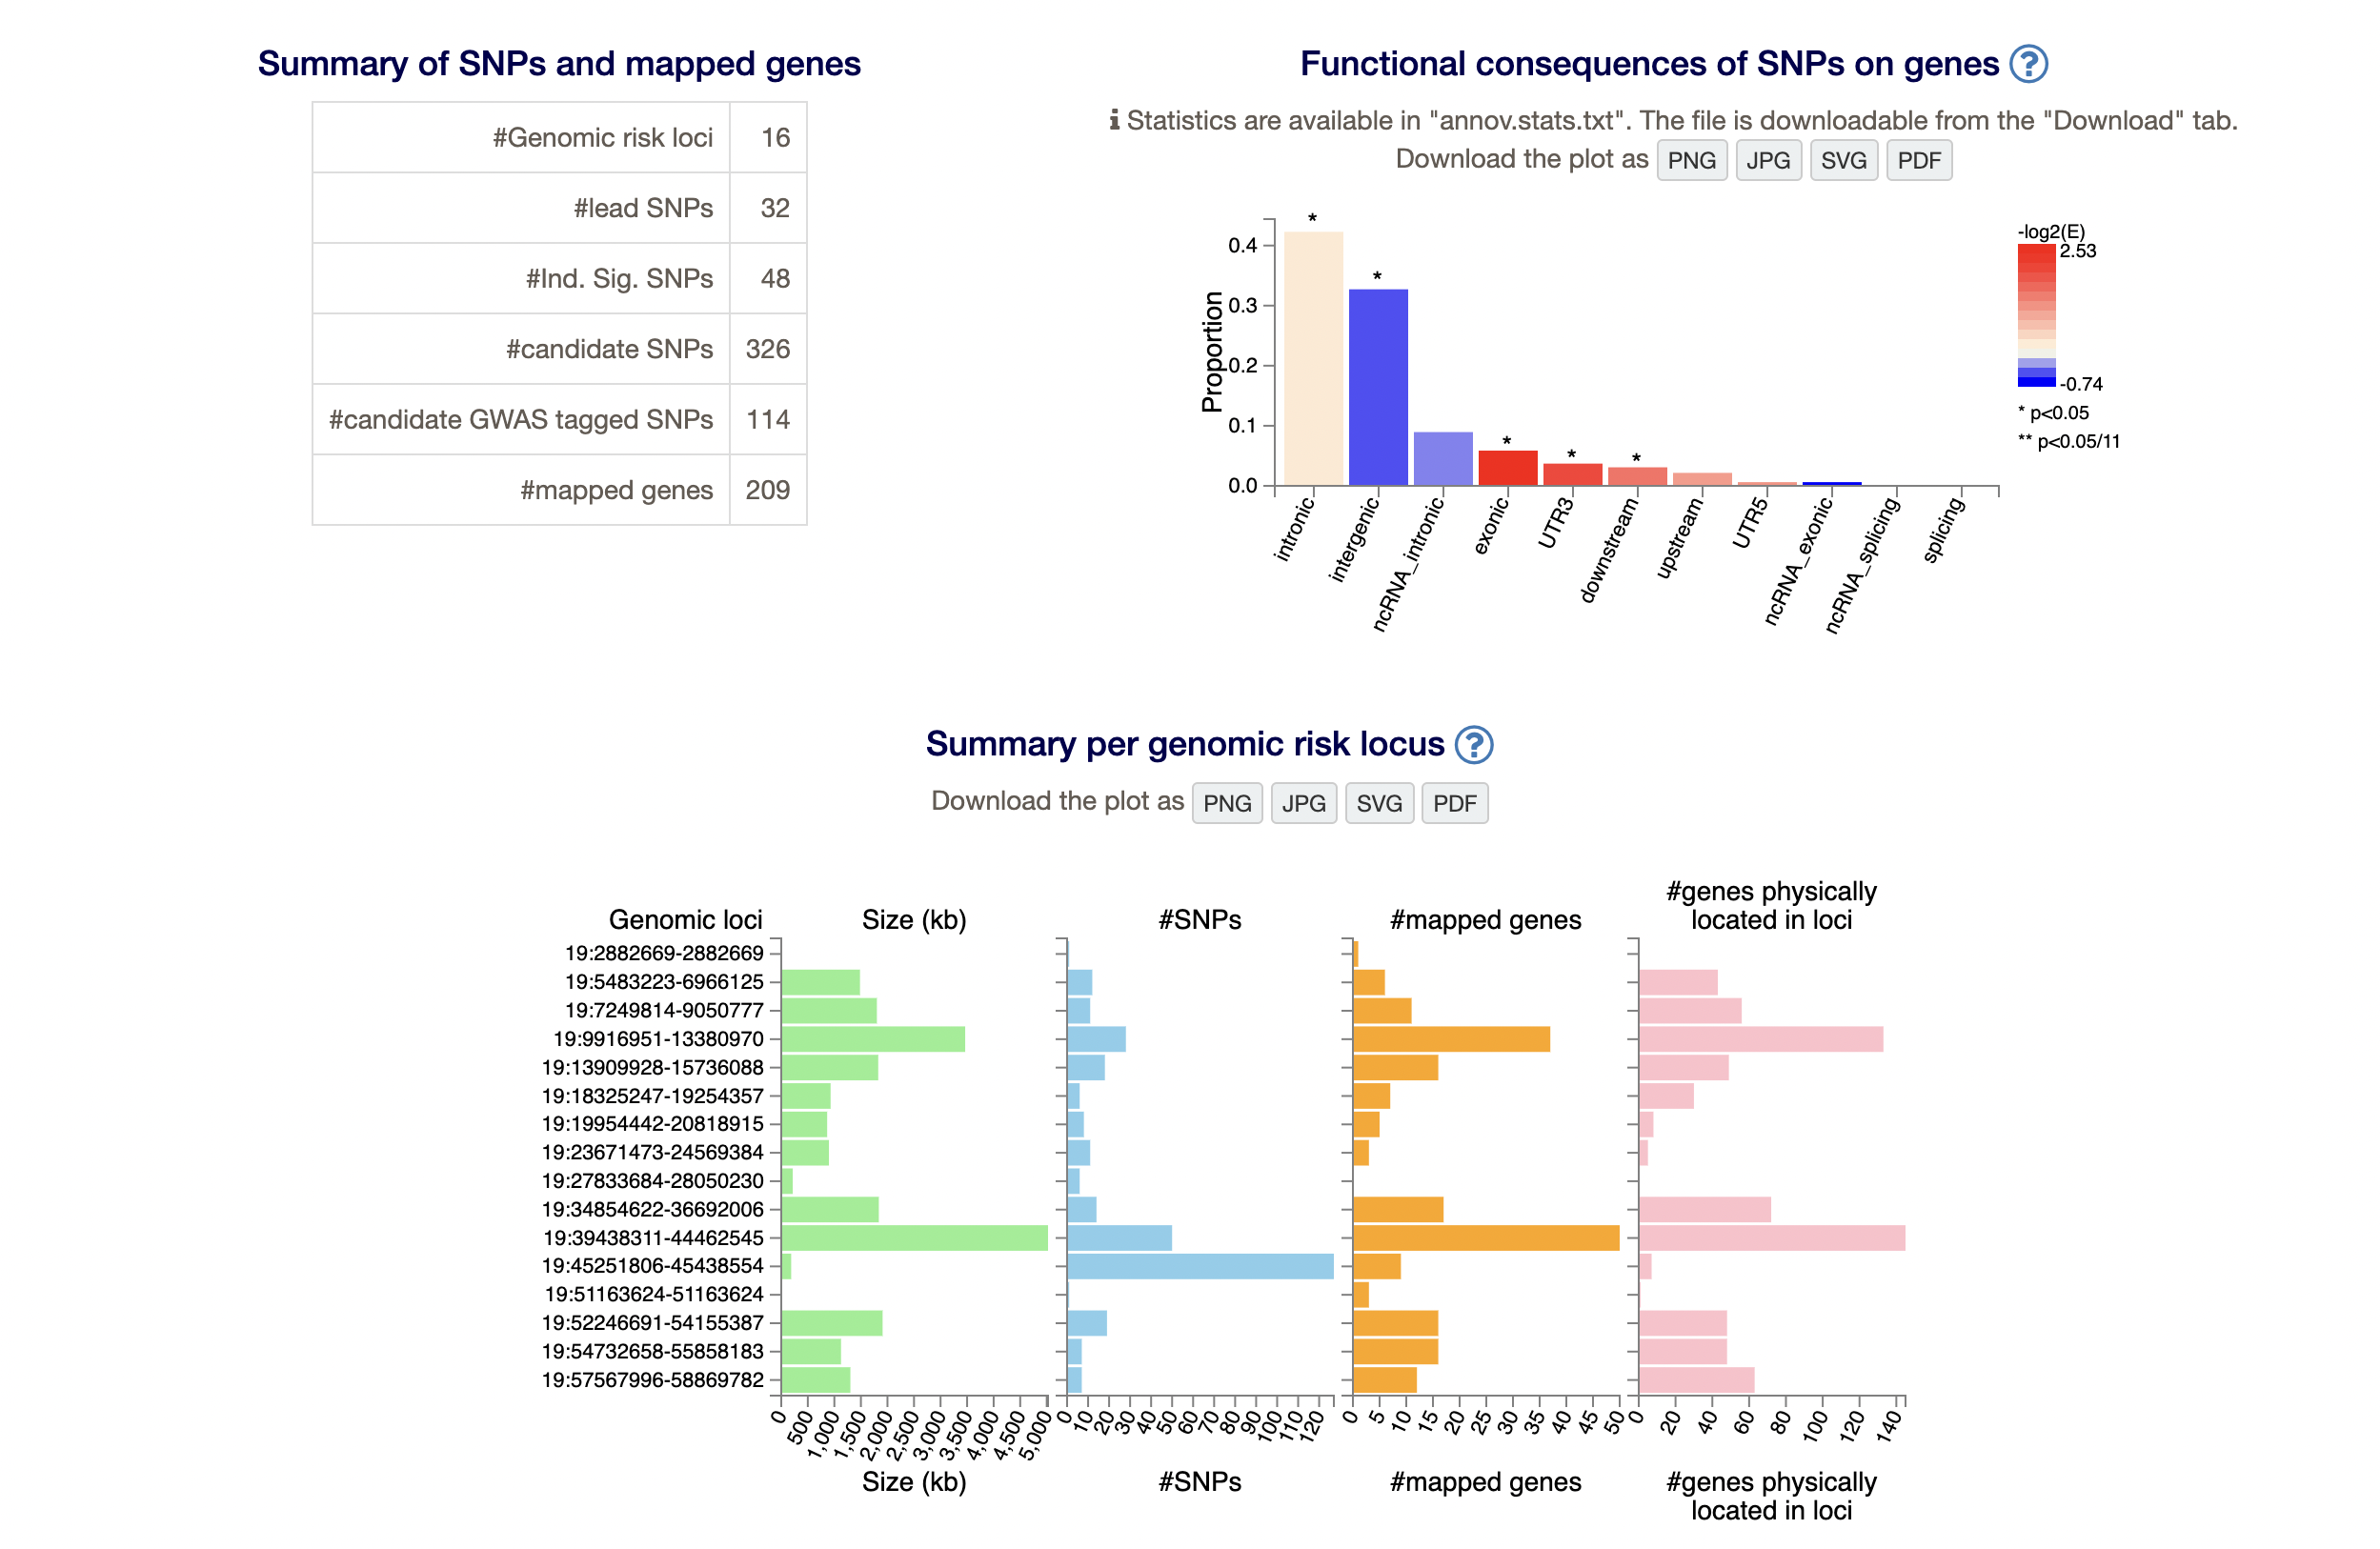 Summary of SNPs and mapped genes
#Genomic risk loci 16
#lead SNPs 32
#Ind. Sig. SNPs 48
#candidate SNPs 326
#candidate GWAS tagged SNPs 114
#mapped genes 209
Functional consequences of SNPs on genes ?
i Statistics are available in "annov.stats.txt". The file is downloadable from the "Download" tab.
Download the plot as PNG JPG SVG PDF
Proportion
0.4
0.3
0.2
0.1
0.0
* * * * *
intronic intergenic ncRNA_intronic exonic UTR3 downstream upstream UTR5 ncRNA_exonic ncRNA_splicing splicing
-log2(E)
2.53
-0.74
* p<0.05
** p<0.05/11
Summary per genomic risk locus ?
Download the plot as PNG JPG SVG PDF
Genomic loci Size (kb) #SNPs #mapped genes #genes physically
located in loci
19:2882669-2882669
19:5483223-6966125
19:7249814-9050777
19:9916951-13380970
19:13909928-15736088
19:18325247-19254357
19:19954442-20818915
19:23671473-24569384
19:27833684-28050230
19:34854622-36692006
19:39438311-44462545
19:45251806-45438554
19:51163624-51163624
19:52246691-54155387
19:54732658-55858183
19:57567996-58869782
0 500 1,000 1,500 2,000 2,500 3,000 3,500 4,000 4,500 5,000
0 10 20 30 40 50 60 70 80 90 100 110 120
0 5 10 15 20 25 30 35 40 45 50
0 20 40 60 80 100 120 140
Size (kb) #SNPs #mapped genes #genes physically
located in loci